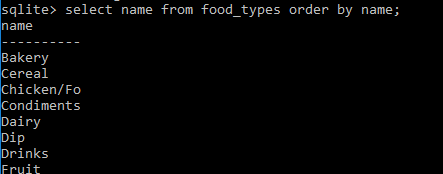 sqlite> select name from food_types order by name;
name
----------
Bakery
Cereal
Chicken/Fo
Condiments
Dairy
Dip
Drinks
Fruit